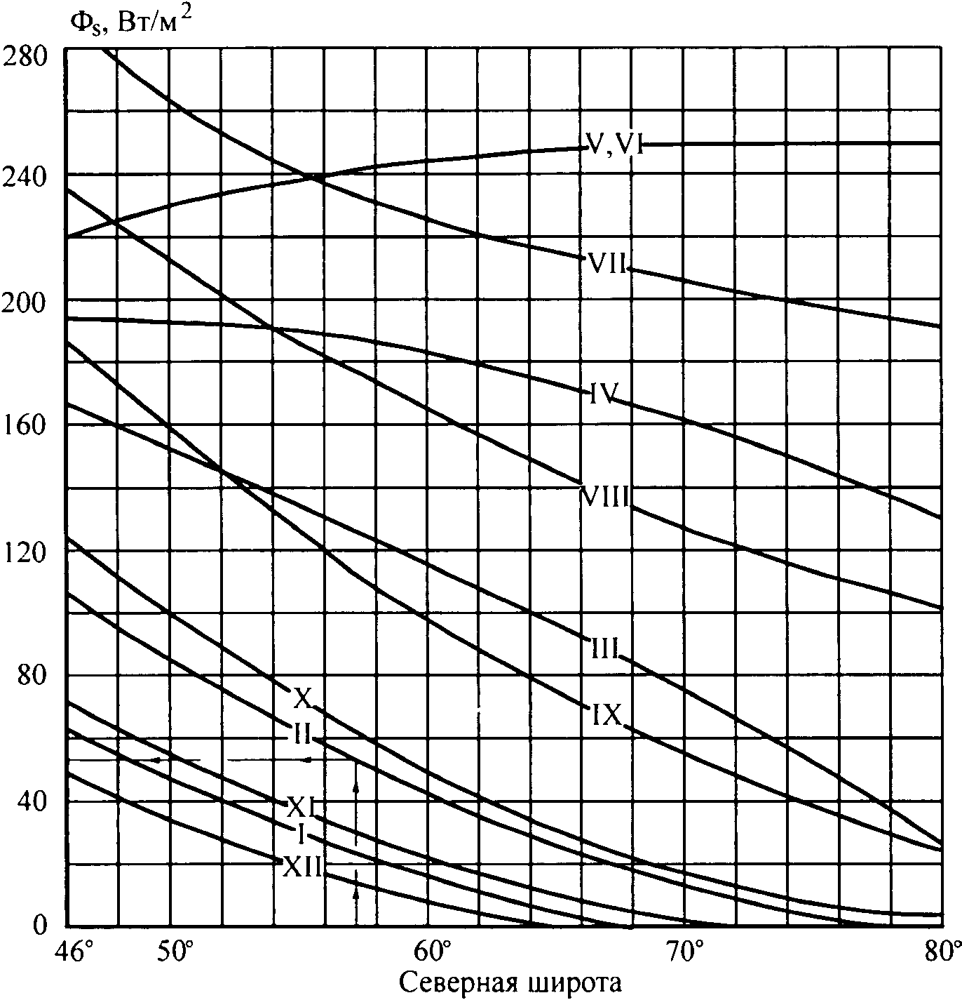 Фs, Вт/м²
280
240
V, VI
VII
200
IV
160
VIII
120
III
80
X
IX
II
40
XI
I
XII
0
46° 50° 60° 70° 80°
Северная широта